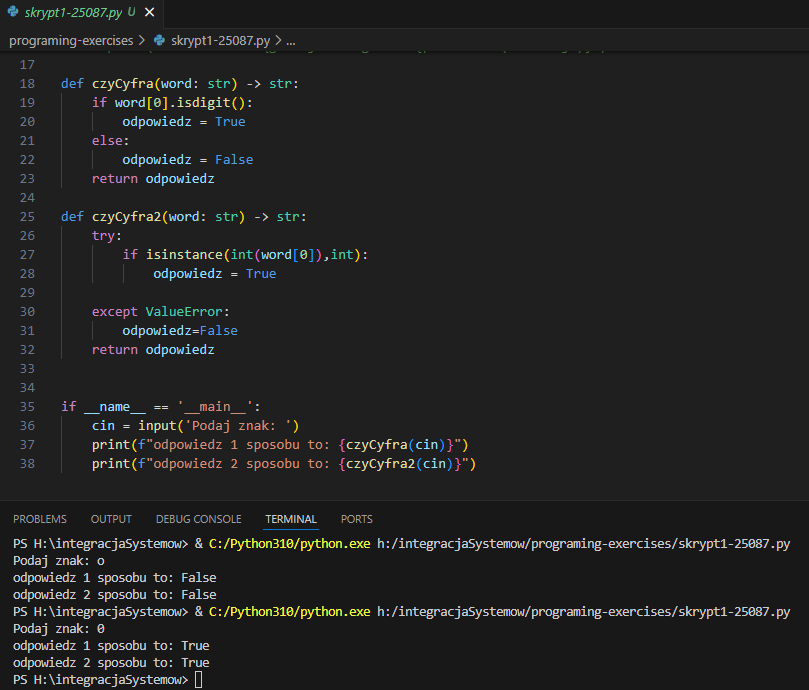 skrypt1-25087.py U
programing-exercises > skrypt1-25087.py > ...
17
18 def czyCyfra(word: str) -> str:
19     if word[0].isdigit():
20         odpowiedz = True
21     else:
22         odpowiedz = False
23     return odpowiedz
24
25 def czyCyfra2(word: str) -> str:
26     try:
27         if isinstance(int(word[0]),int):
28             odpowiedz = True
29
30     except ValueError:
31         odpowiedz=False
32     return odpowiedz
33
34
35 if __name__ == '__main__':
36     cin = input('Podaj znak: ')
37     print(f"odpowiedz 1 sposobu to: {czyCyfra(cin)}")
38     print(f"odpowiedz 2 sposobu to: {czyCyfra2(cin)}")
PROBLEMS OUTPUT DEBUG CONSOLE TERMINAL PORTS
PS H:\integracjaSystemow> & C:/Python310/python.exe h:/integracjaSystemow/programing-exercises/skrypt1-25087.py
Podaj znak: o
odpowiedz 1 sposobu to: False
odpowiedz 2 sposobu to: False
PS H:\integracjaSystemow> & C:/Python310/python.exe h:/integracjaSystemow/programing-exercises/skrypt1-25087.py
Podaj znak: 0
odpowiedz 1 sposobu to: True
odpowiedz 2 sposobu to: True
PS H:\integracjaSystemow>